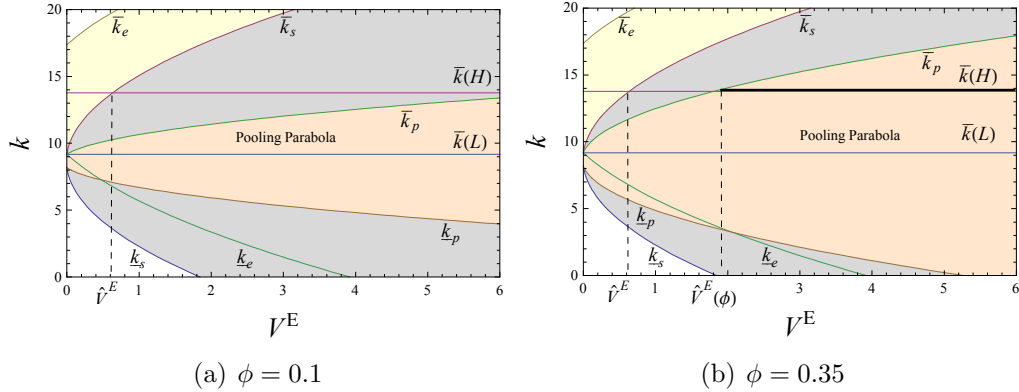 20
15
10
5
0
k
k̅ₑ
k̅ₛ
k̅(H)
k̅ₚ
Pooling Parabola
k̅(L)
k̲ₚ
k̲ₛ
k̲ₑ
0 V̂ᴱ 1 2 3 4 5 6
Vᴱ
(a) ϕ = 0.1
20
15
10
5
0
k
k̅ₑ
k̅ₛ
k̅ₚ
k̅(H)
Pooling Parabola
k̅(L)
k̲ₚ
k̲ₛ
k̲ₑ
0 V̂ᴱ 1 V̂ᴱ(ϕ) 2 3 4 5 6
Vᴱ
(b) ϕ = 0.35